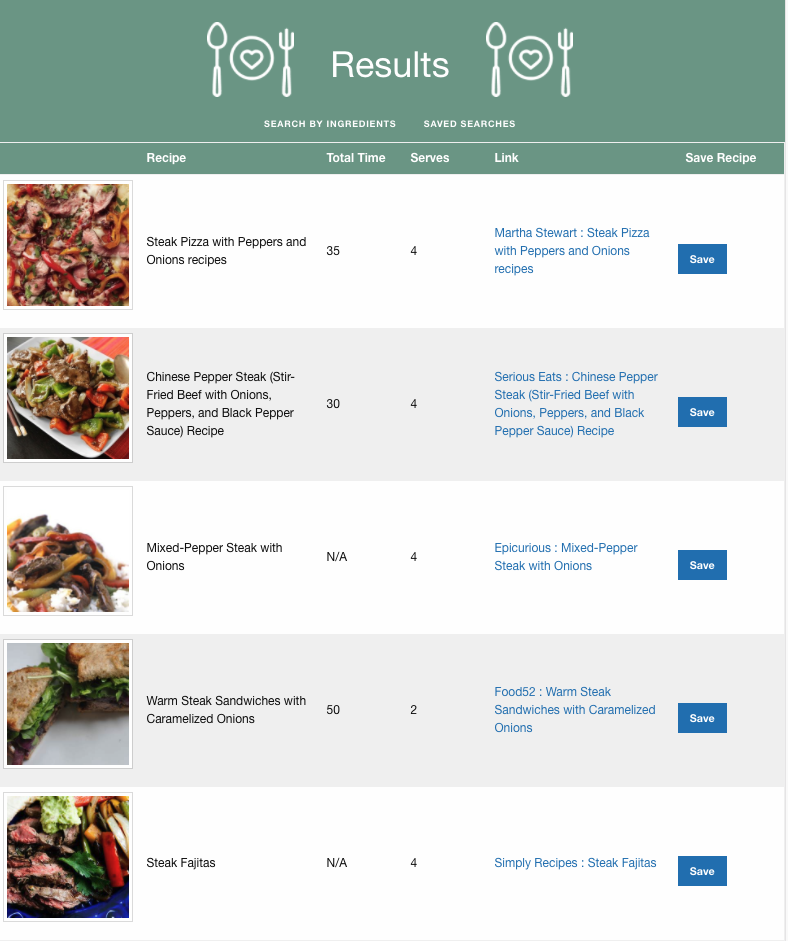 Results
SEARCH BY INGREDIENTS SAVED SEARCHES
Recipe Total Time Serves Link Save Recipe
Steak Pizza with Peppers and
Onions recipes
35
4
Martha Stewart : Steak Pizza
with Peppers and Onions
recipes
Save
Chinese Pepper Steak (Stir-
Fried Beef with Onions,
Peppers, and Black Pepper
Sauce) Recipe
30
4
Serious Eats : Chinese Pepper
Steak (Stir-Fried Beef with
Onions, Peppers, and Black
Pepper Sauce) Recipe
Save
Mixed-Pepper Steak with
Onions
N/A
4
Epicurious : Mixed-Pepper
Steak with Onions
Save
Warm Steak Sandwiches with
Caramelized Onions
50
2
Food52 : Warm Steak
Sandwiches with Caramelized
Onions
Save
Steak Fajitas
N/A
4
Simply Recipes : Steak Fajitas
Save